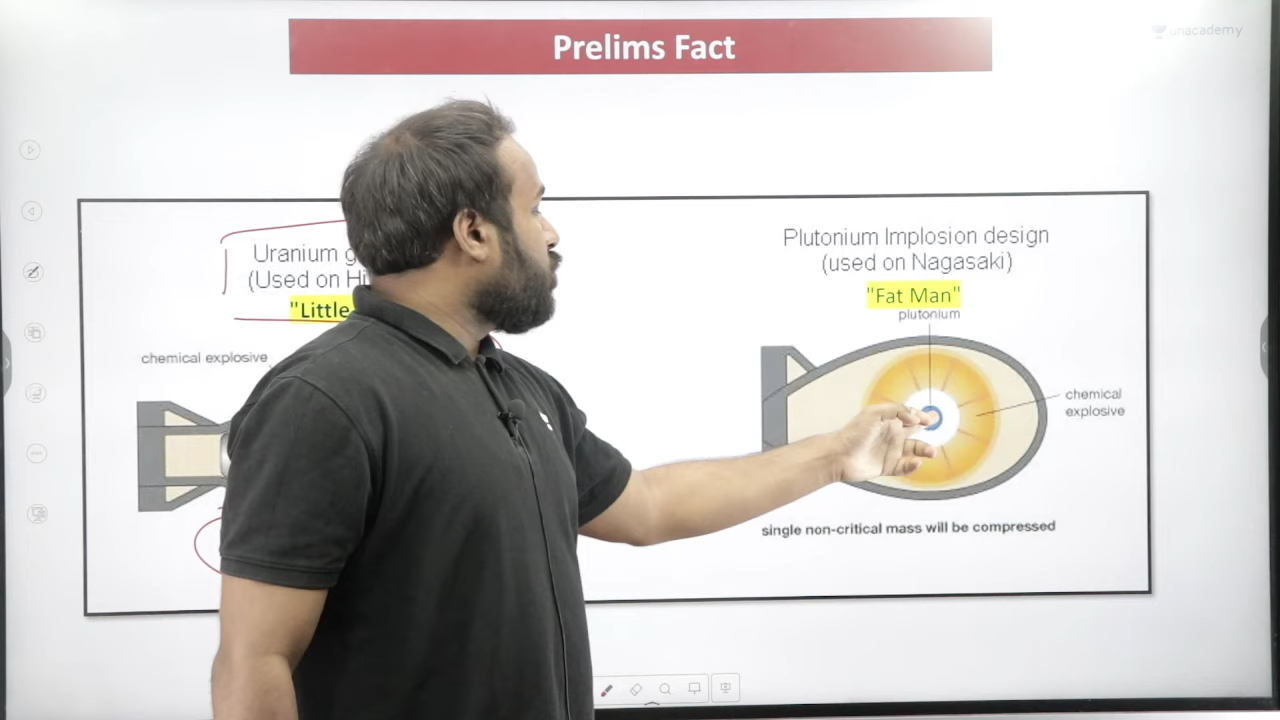 Prelims Fact
unacademy
Uranium
(Used on
"Little
chemical explosive
Plutonium Implosion design
(used on Nagasaki)
"Fat Man"
plutonium
chemical
explosive
single non-critical mass will be compressed